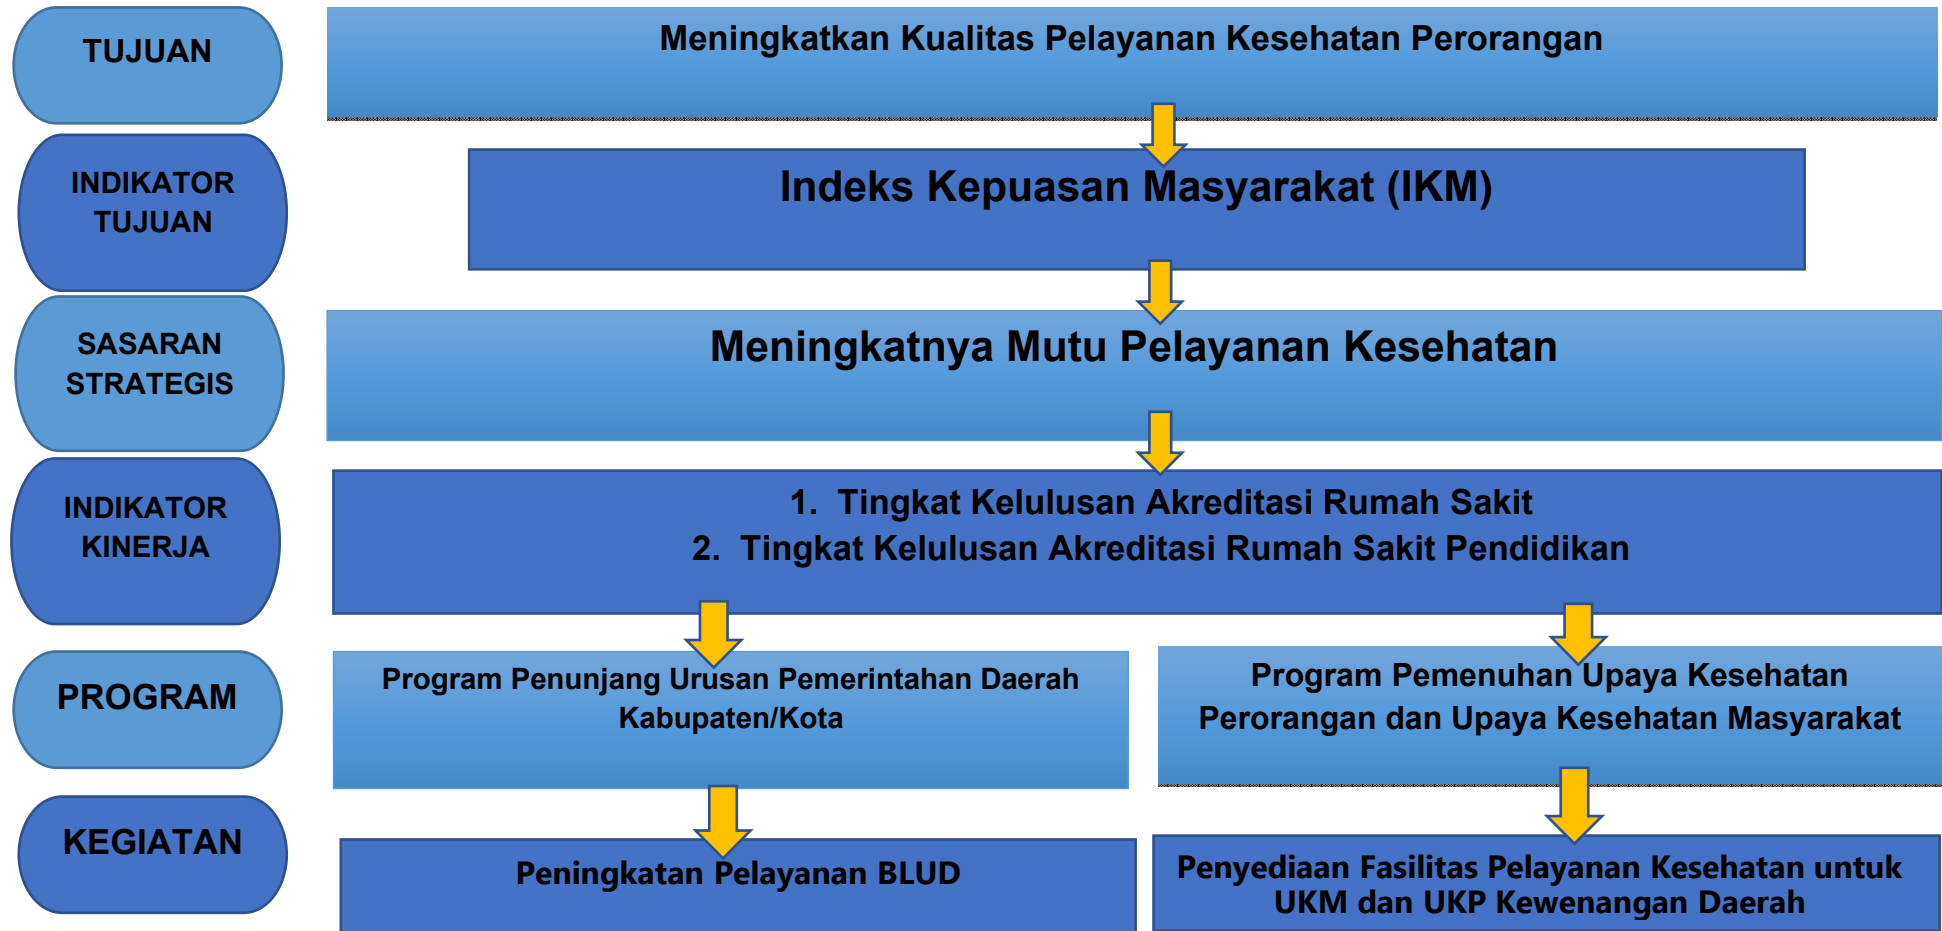 TUJUAN
Meningkatkan Kualitas Pelayanan Kesehatan Perorangan
INDIKATOR
TUJUAN
Indeks Kepuasan Masyarakat (IKM)
SASARAN
STRATEGIS
Meningkatnya Mutu Pelayanan Kesehatan
INDIKATOR
KINERJA
1. Tingkat Kelulusan Akreditasi Rumah Sakit
2. Tingkat Kelulusan Akreditasi Rumah Sakit Pendidikan
PROGRAM
Program Penunjang Urusan Pemerintahan Daerah
Kabupaten/Kota
Program Pemenuhan Upaya Kesehatan
Perorangan dan Upaya Kesehatan Masyarakat
KEGIATAN
Peningkatan Pelayanan BLUD
Penyediaan Fasilitas Pelayanan Kesehatan untuk
UKM dan UKP Kewenangan Daerah